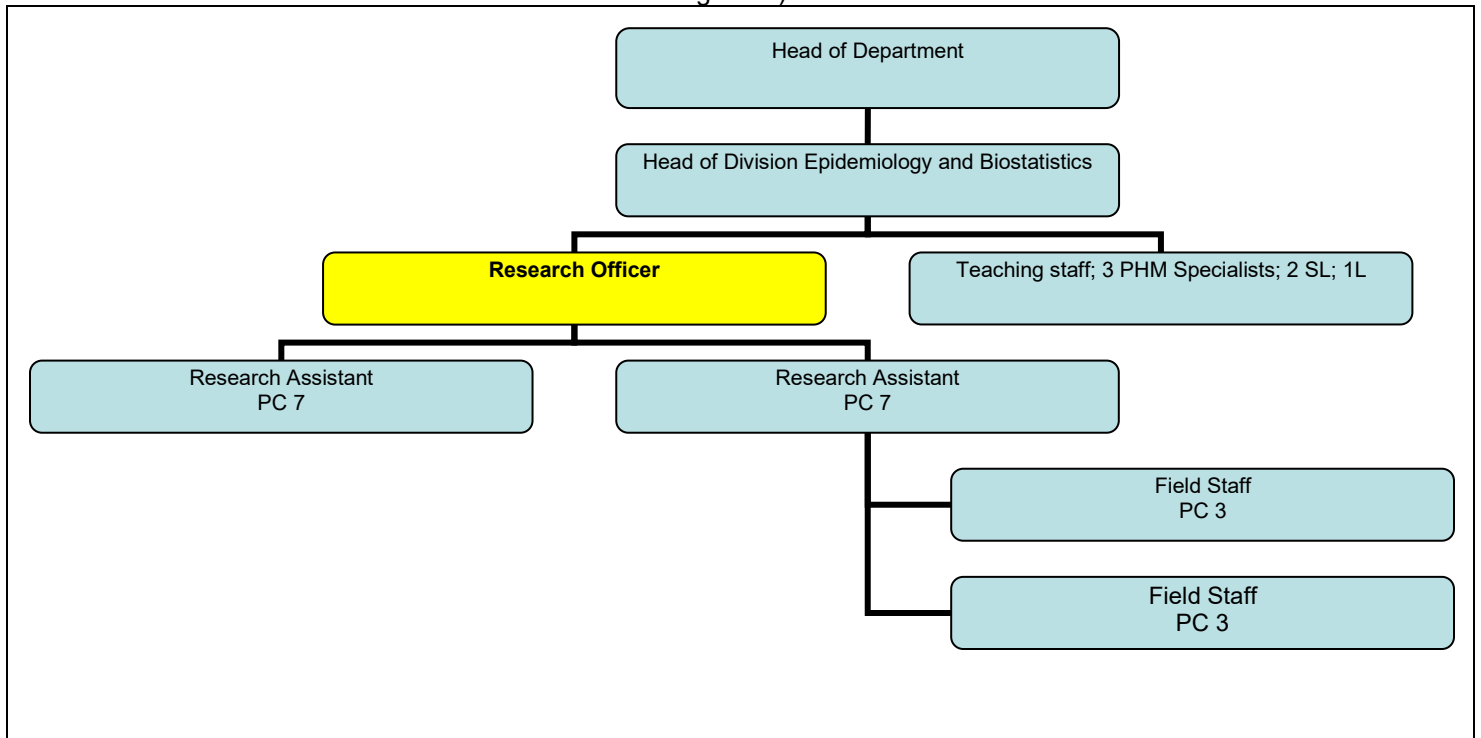 Head of Department
Head of Division Epidemiology and Biostatistics
Research Officer
Teaching staff; 3 PHM Specialists; 2 SL; 1L
Research Assistant
PC 7
Research Assistant
PC 7
Field Staff
PC 3
Field Staff
PC 3